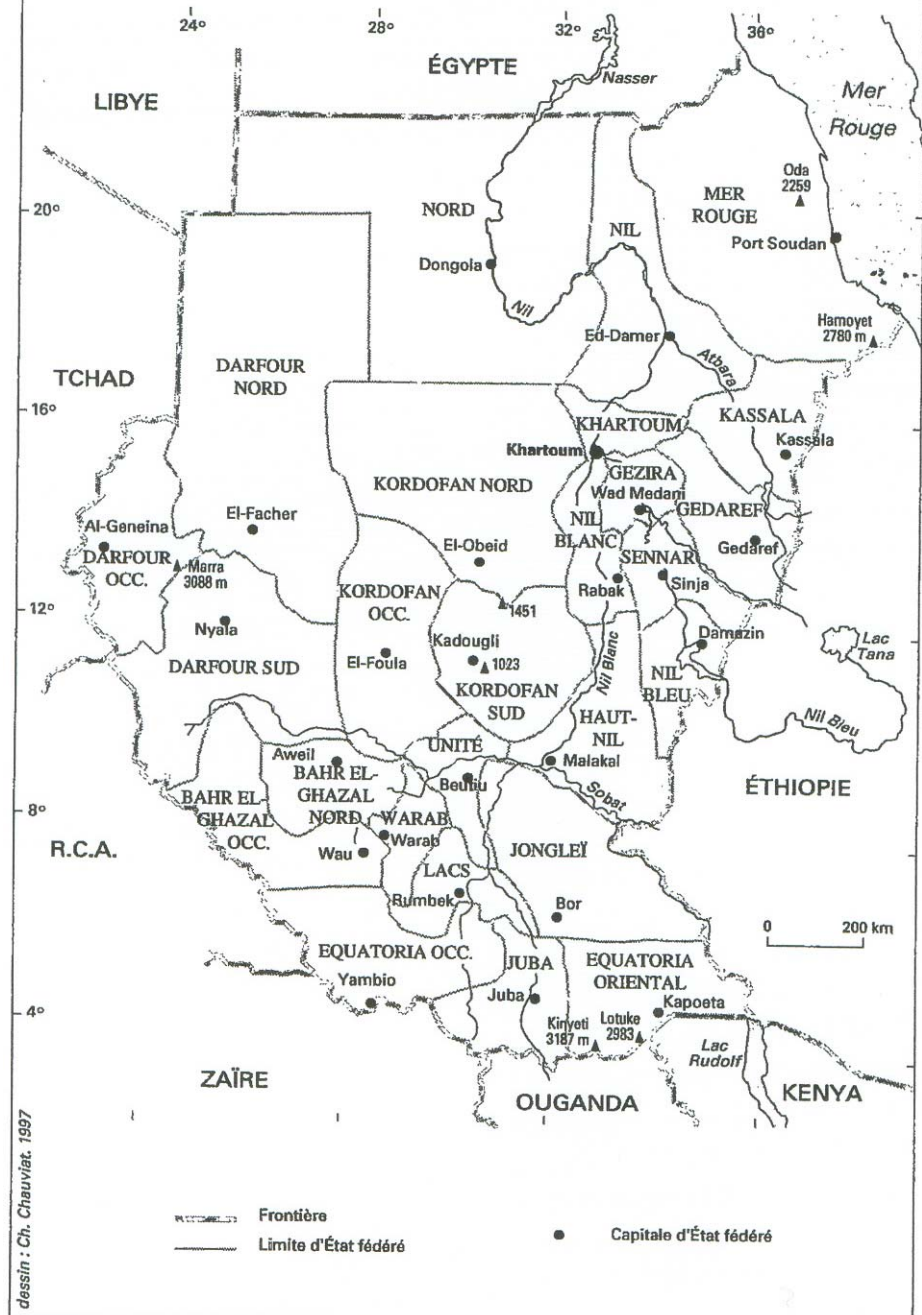 24°
28°
32°
36°
ÉGYPTE
Nasser
LIBYE
Mer
Rouge
Oda
2259
20°
NORD
MER
ROUGE
NIL
Port Soudan
Dongola
Nil
Hamoyet
2780 m
Ed-Damer
Atbara
DARFOUR
NORD
TCHAD
16°
KASSALA
KHARTOUM
Kassala
Khartoum
GEZIRA
KORDOFAN NORD
Wad Medani
GEDAREF
NIL
BLANC
El-Facher
Al-Geneina
Gedaref
El-Obeid
DARFOUR
OCC.
Marra
3088 m
SENNAR
Sinja
Rabak
KORDOFAN
OCC.
12°
1451
Nyala
Damazin
Lac
Tana
Kadougli
1023
El-Foula
Nil Blanc
DARFOUR SUD
NIL
BLEU
KORDOFAN
SUD
HAUT-
NIL
Nil Bleu
UNITÉ
Aweil
Malakal
BAHR EL-
GHAZAL
NORD
Beutiu
ÉTHIOPIE
Sobat
BAHR EL-
GHAZAL
OCC.
8°
WARAB
Warab
R.C.A.
Wau
JONGLEÏ
LACS
Rumbek
Bor
0
200 km
EQUATORIA OCC.
JUBA
EQUATORIA
ORIENTAL
Yambio
Juba
Kapoeta
4°
Kinyeti
3187 m
Lotuke
2983
Lac
Rudolf
ZAÏRE
KENYA
OUGANDA
Frontière
Limite d'État fédéré
Capitale d'État fédéré
dessin : Ch. Chauviat. 1997